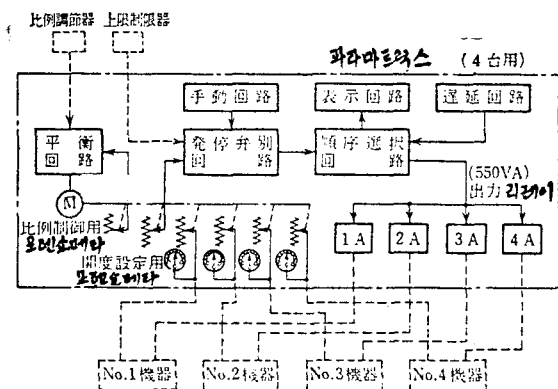 比例調節器 上限制限器
파라마트릭스 (4台用)
手動回路 表示回路 遅延回路
平衡回路
発停弁別回路
順序選択回路
(550VA)
出力 리레이
M
比例制御用
포텐쇼메타
開度設定用
포텐쇼메타
1A 2A 3A 4A
No.1機器 No.2機器 No.3機器 No.4機器